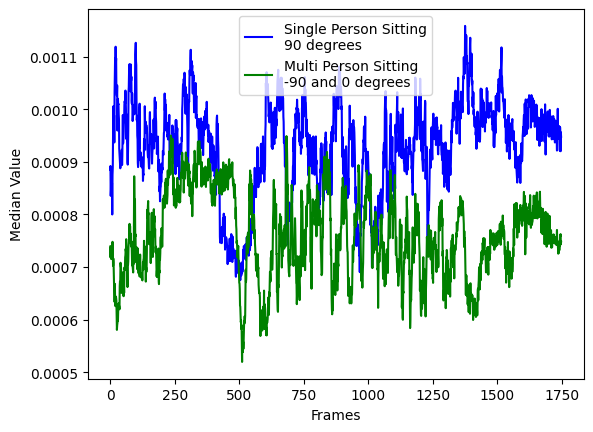 Single Person Sitting
90 degrees
Multi Person Sitting
-90 and 0 degrees
Median Value
0.0011
0.0010
0.0009
0.0008
0.0007
0.0006
0.0005
0 250 500 750 1000 1250 1500 1750
Frames